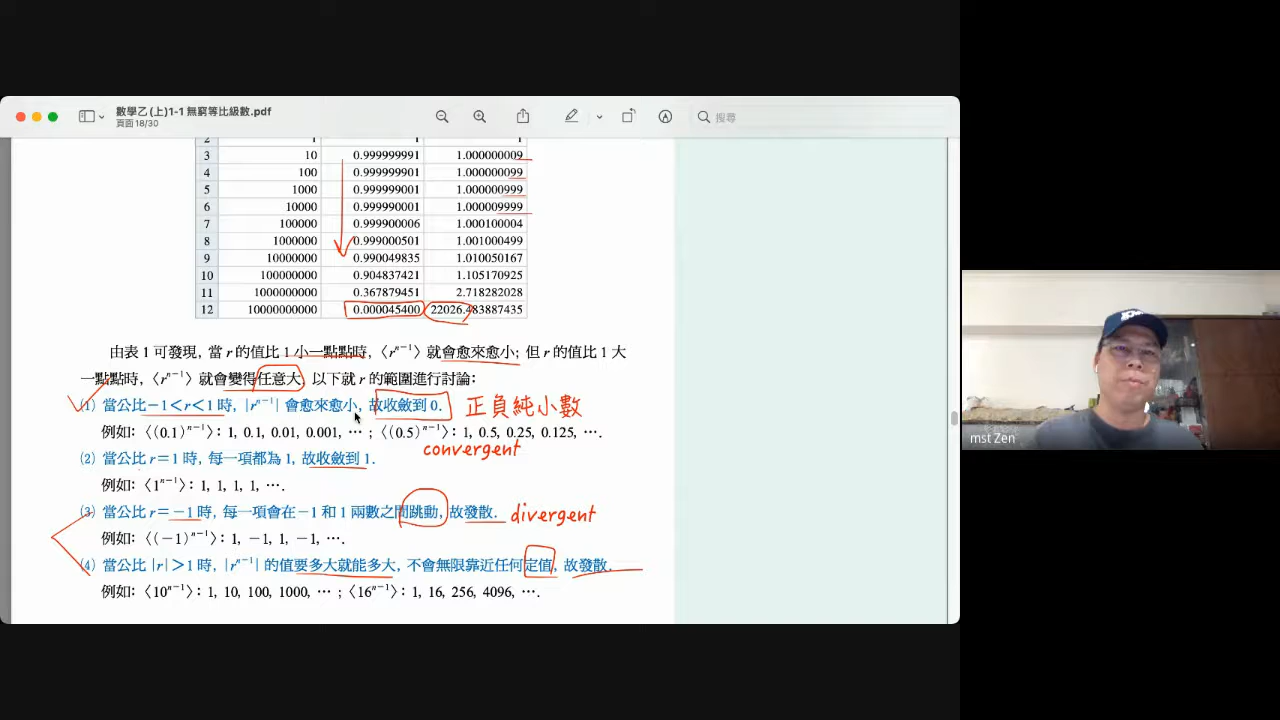 數學乙(上)1-1 無窮等比級數.pdf
頁面 18/30
搜尋
2 1 1
3 10 0.999999991 1.000000009
4 100 0.999999901 1.000000099
5 1000 0.999999001 1.000000999
6 10000 0.999990001 1.000009999
7 100000 0.999900006 1.000100004
8 1000000 0.999000501 1.001000499
9 10000000 0.990049835 1.010050167
10 100000000 0.904837421 1.105170925
11 1000000000 0.367879451 2.718282028
12 10000000000 0.000045400 22026.483887435
由表 1 可發現, 當 r 的值比 1 小一點點時, 〈rⁿ⁻¹〉就會愈來愈小; 但 r 的值比 1 大
一點點時, 〈rⁿ⁻¹〉就會變得任意大, 以下就 r 的範圍進行討論:
(1) 當公比 −1<r<1 時, |rⁿ⁻¹| 會愈來愈小, 故收斂到 0. 正負純小數
例如:〈(0.1)ⁿ⁻¹〉: 1, 0.1, 0.01, 0.001, … ;〈(0.5)ⁿ⁻¹〉: 1, 0.5, 0.25, 0.125, ….
convergent
(2) 當公比 r=1 時, 每一項都為 1, 故收斂到 1.
例如:〈1ⁿ⁻¹〉: 1, 1, 1, 1, ….
(3) 當公比 r=−1 時, 每一項會在 −1 和 1 兩數之間跳動, 故發散. divergent
例如:〈(−1)ⁿ⁻¹〉: 1, −1, 1, −1, ….
(4) 當公比 |r|>1 時, |rⁿ⁻¹| 的值要多大就能多大, 不會無限靠近任何定值, 故發散.
例如:〈10ⁿ⁻¹〉: 1, 10, 100, 1000, … ;〈16ⁿ⁻¹〉: 1, 16, 256, 4096, ….
mst Zen